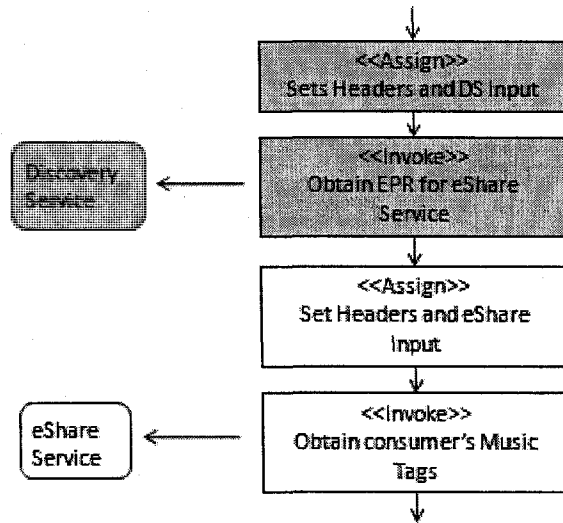 <<Assign>>
Sets Headers and DS Input
<<Invoke>>
Obtain EPR for eShare
Service
Discovery
Service
<<Assign>>
Set Headers and eShare
Input
<<Invoke>>
Obtain consumer's Music
Tags
eShare
Service